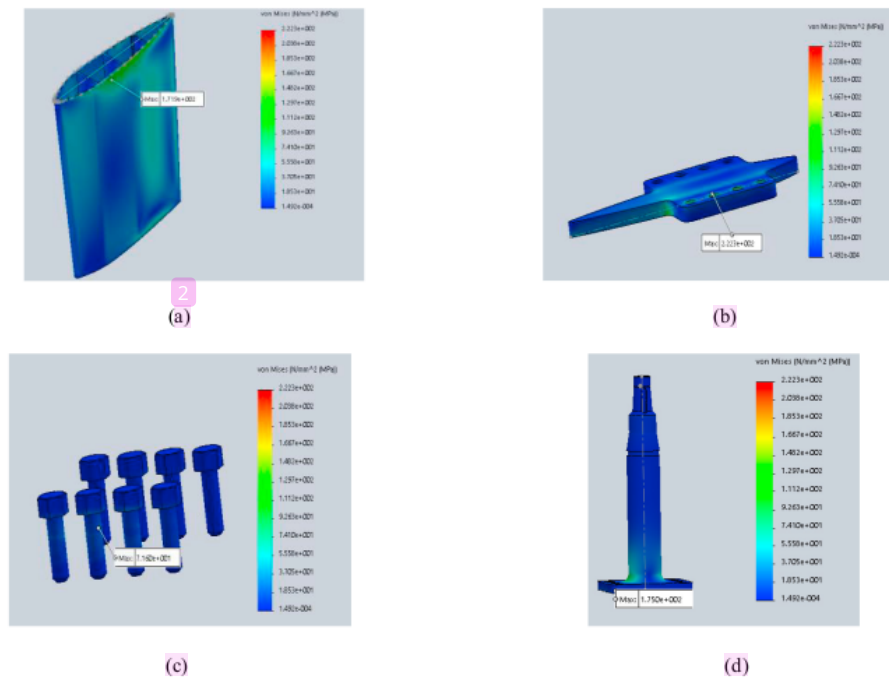 von Mises (N/mm^2 (MPa))
2.223e+002
2.038e+002
1.853e+002
1.667e+002
1.482e+002
1.297e+002
1.112e+002
9.263e+001
7.410e+001
5.558e+001
3.705e+001
1.853e+001
1.492e-004
Max: 1.719e+002
2
(a)
von Mises (N/mm^2 (MPa))
2.223e+002
2.038e+002
1.853e+002
1.667e+002
1.482e+002
1.297e+002
1.112e+002
9.263e+001
7.410e+001
5.558e+001
3.705e+001
1.853e+001
1.492e-004
Max: 2.223e+002
(b)
von Mises (N/mm^2 (MPa))
2.223e+002
2.038e+002
1.853e+002
1.667e+002
1.482e+002
1.297e+002
1.112e+002
9.263e+001
7.410e+001
5.558e+001
3.705e+001
1.853e+001
1.492e-004
Max: 7.160e+001
(c)
von Mises (N/mm^2 (MPa))
2.223e+002
2.038e+002
1.853e+002
1.667e+002
1.482e+002
1.297e+002
1.112e+002
9.263e+001
7.410e+001
5.558e+001
3.705e+001
1.853e+001
1.492e-004
Max: 1.750e+002
(d)